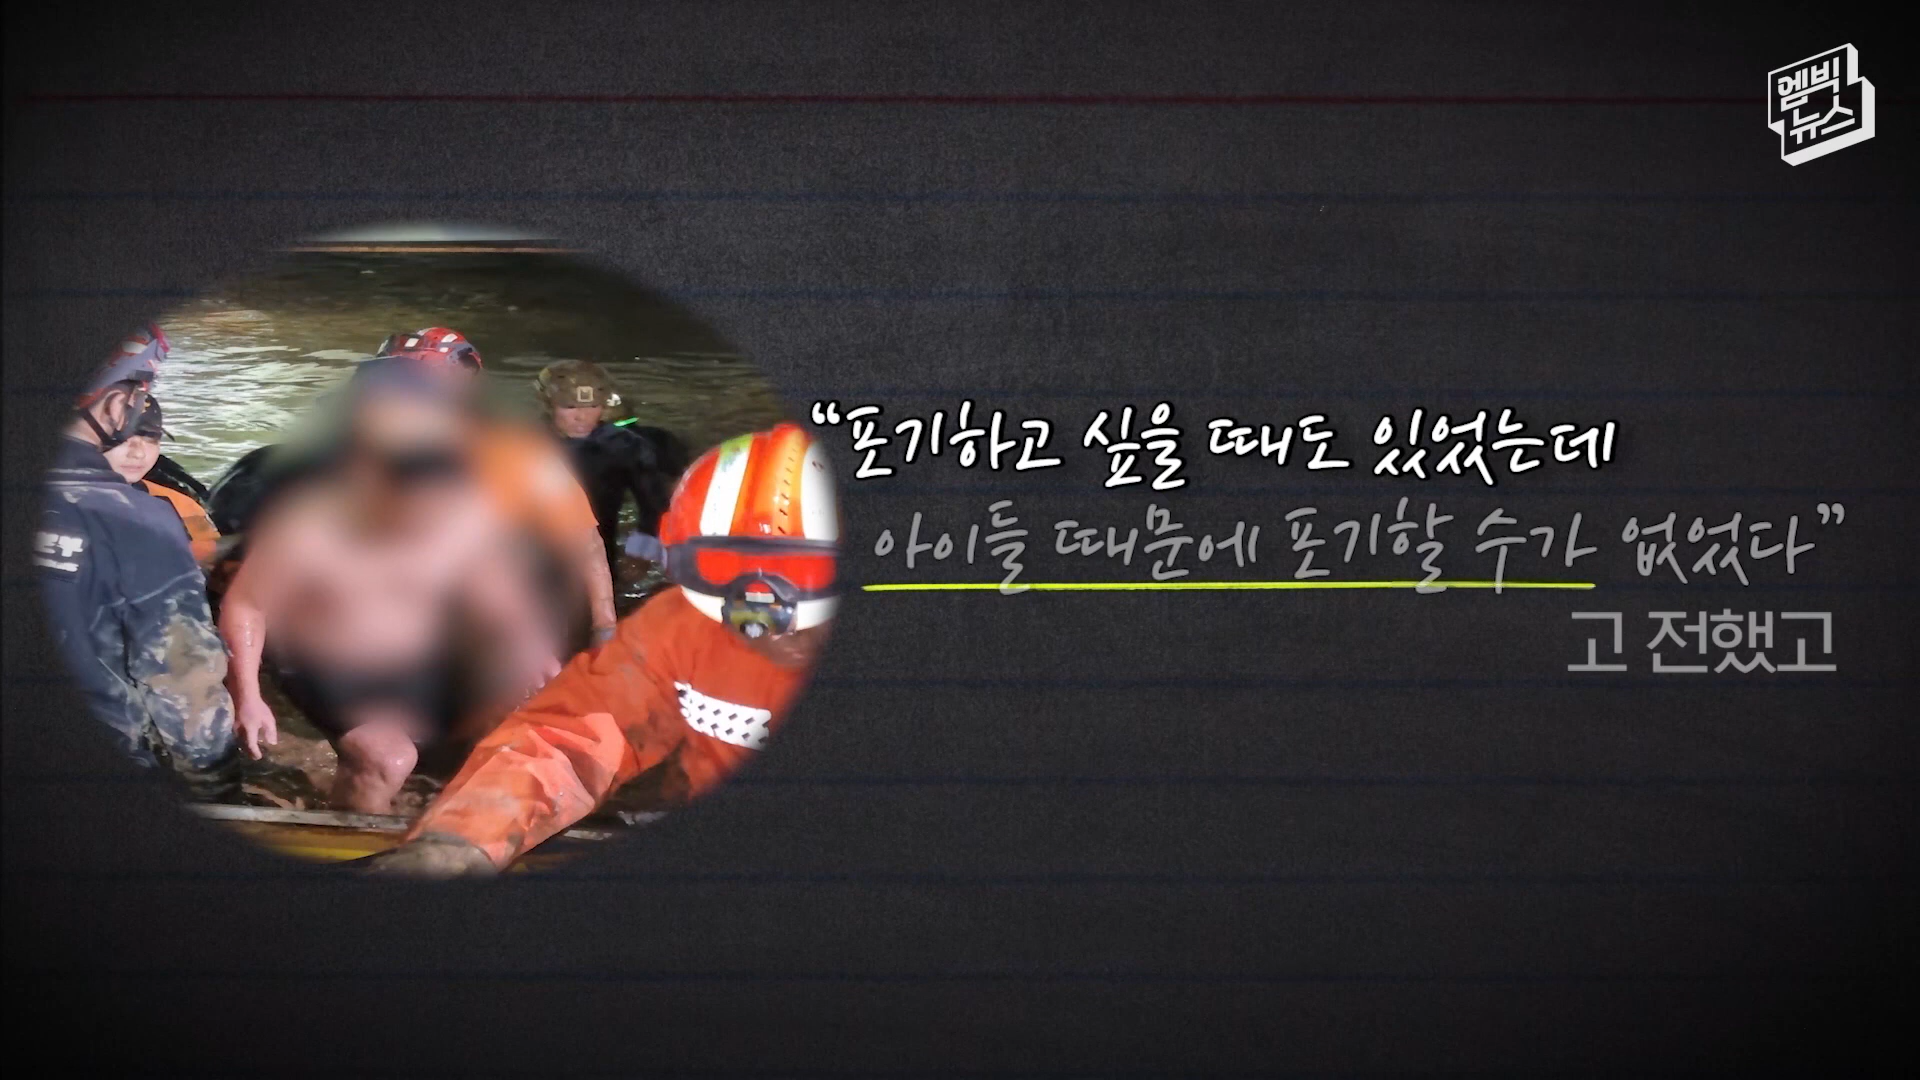 엠빅
뉴스
“포기하고 싶을 때도 있었는데
아이들 때문에 포기할 수가 없었다”
고 전했고